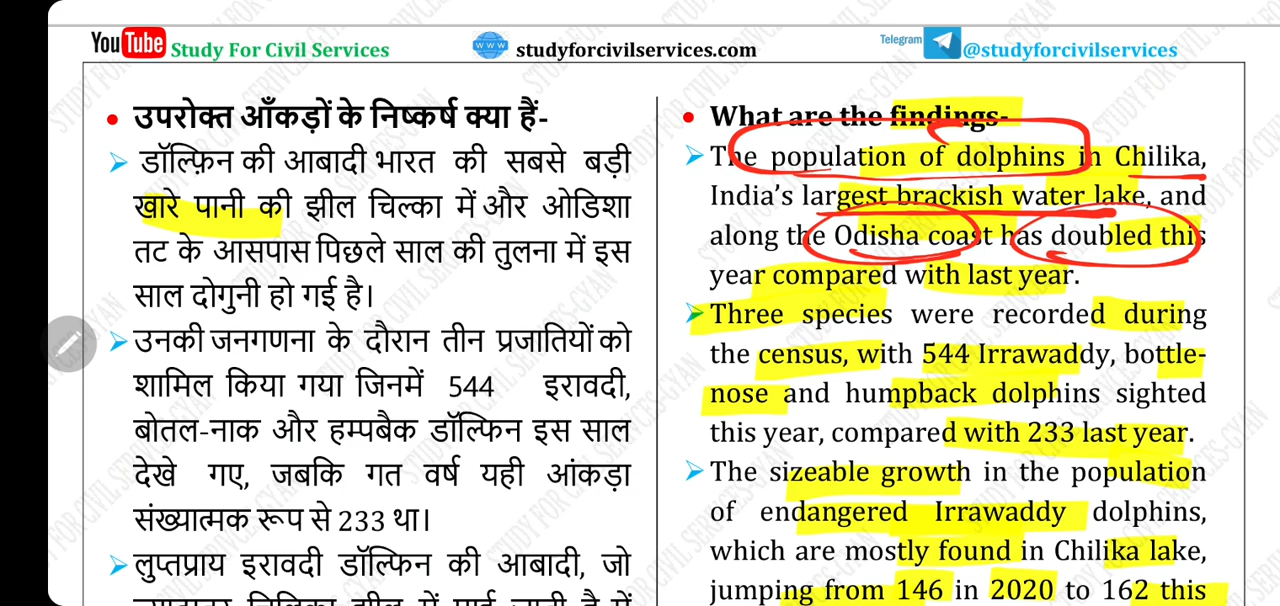 YouTube Study For Civil Services
www studyforcivilservices.com
Telegram @studyforcivilservices
• उपरोक्त आँकड़ों के निष्कर्ष क्या हैं-
डॉल्फ़िन की आबादी भारत की सबसे बड़ी
खारे पानी की झील चिल्का में और ओडिशा
तट के आसपास पिछले साल की तुलना में इस
साल दोगुनी हो गई है।
उनकी जनगणना के दौरान तीन प्रजातियों को
शामिल किया गया जिनमें 544 इरावदी,
बोतल-नाक और हम्पबैक डॉल्फिन इस साल
देखे गए, जबकि गत वर्ष यही आंकड़ा
संख्यात्मक रूप से 233 था।
लुप्तप्राय इरावदी डॉल्फिन की आबादी, जो
• What are the findings-
The population of dolphins in Chilika,
India's largest brackish water lake, and
along the Odisha coast has doubled this
year compared with last year.
Three species were recorded during
the census, with 544 Irrawaddy, bottle-
nose and humpback dolphins sighted
this year, compared with 233 last year.
The sizeable growth in the population
of endangered Irrawaddy dolphins,
which are mostly found in Chilika lake,
jumping from 146 in 2020 to 162 this